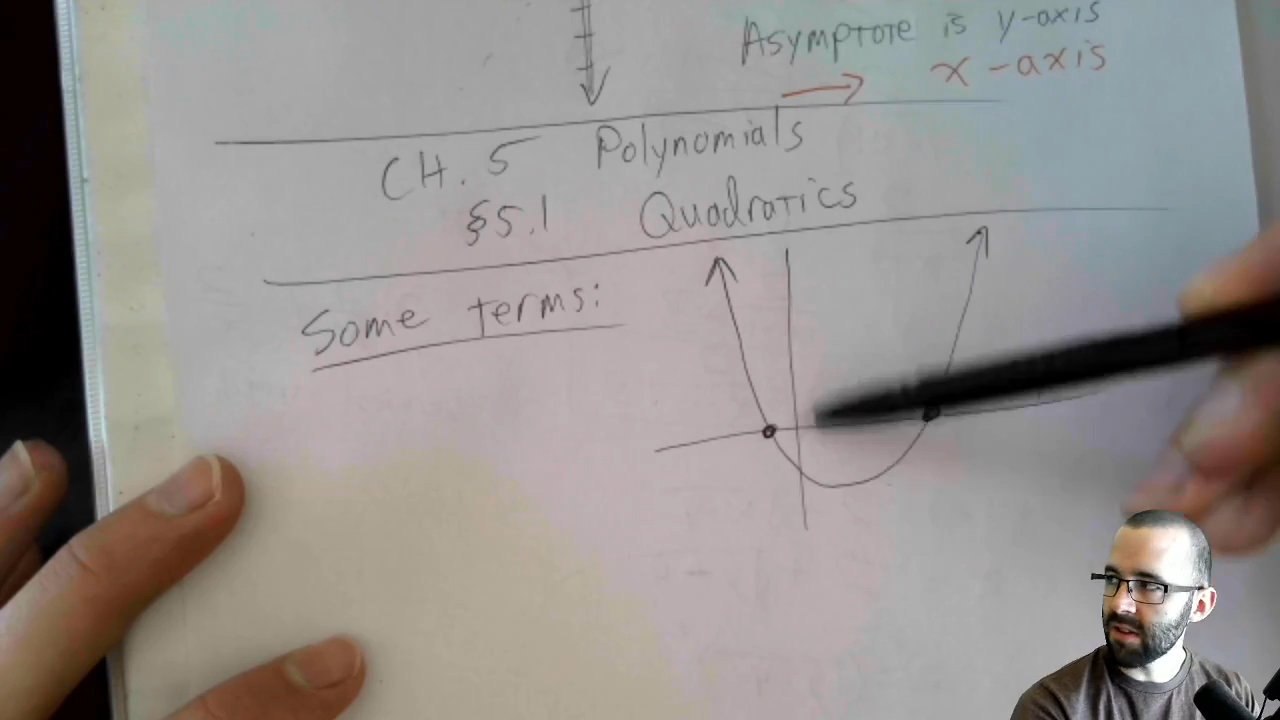 Asymptote is y-axis
x-axis
CH. 5 Polynomials
§5.1 Quadratics
Some terms: